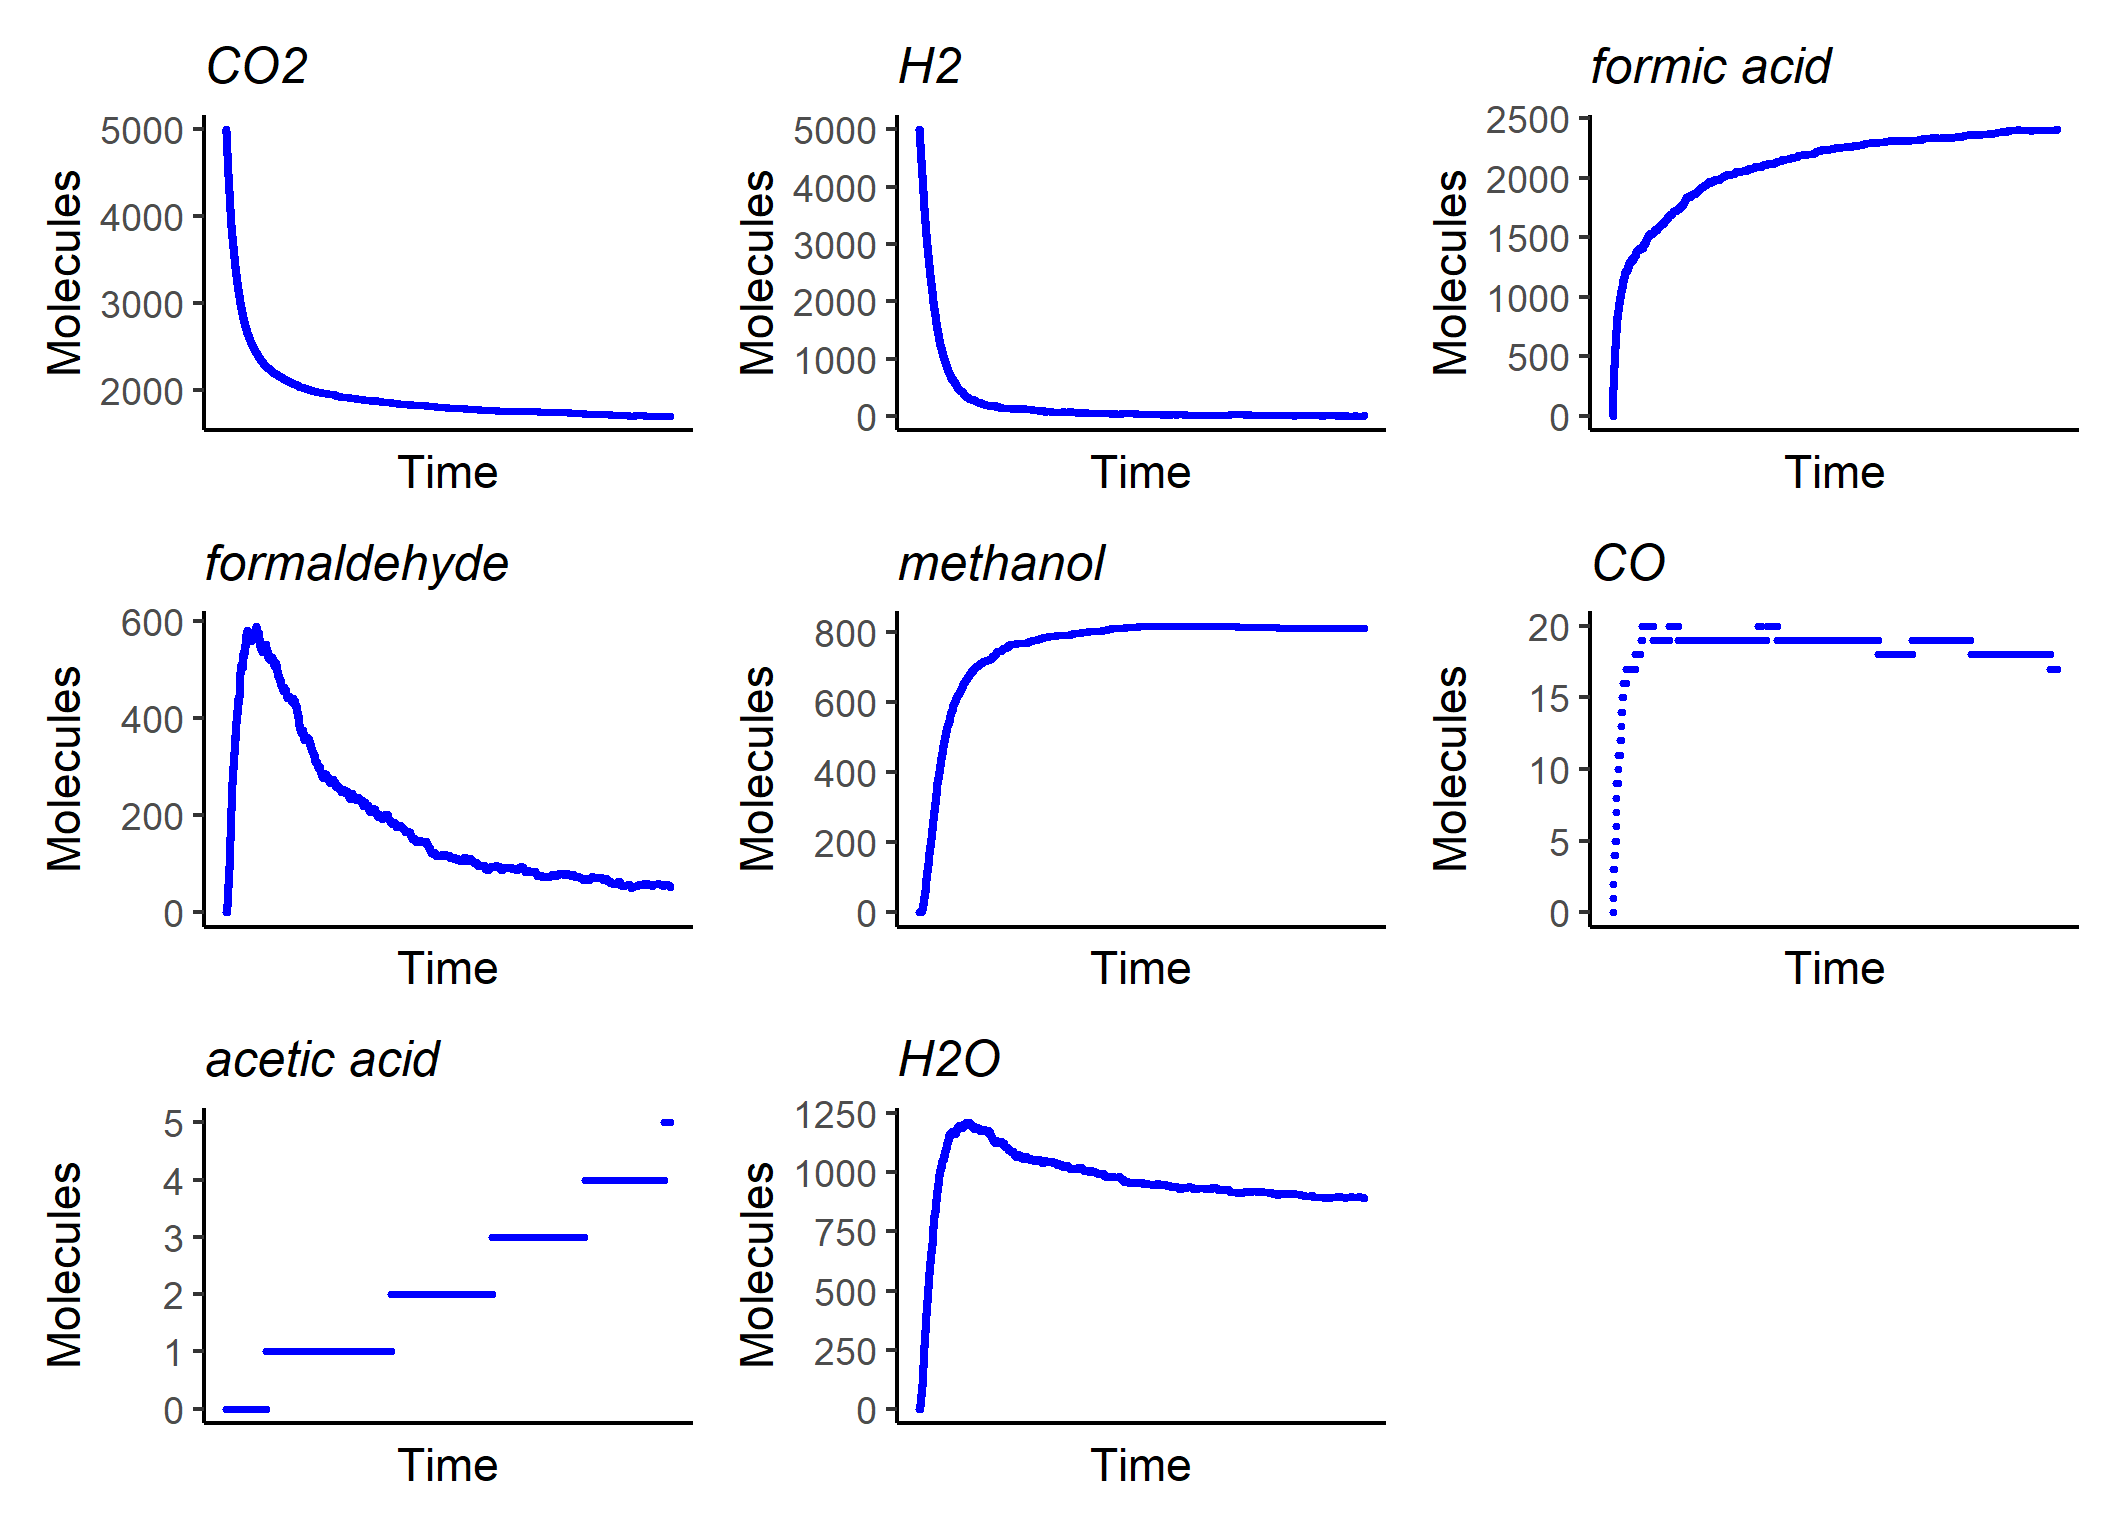 CO2
5000
4000
3000
2000
Molecules
Time
H2
5000
4000
3000
2000
1000
0
Molecules
Time
formic acid
2500
2000
1500
1000
500
0
Molecules
Time
formaldehyde
600
400
200
0
Molecules
Time
methanol
800
600
400
200
0
Molecules
Time
CO
20
15
10
5
0
Molecules
Time
acetic acid
5
4
3
2
1
0
Molecules
Time
H2O
1250
1000
750
500
250
0
Molecules
Time